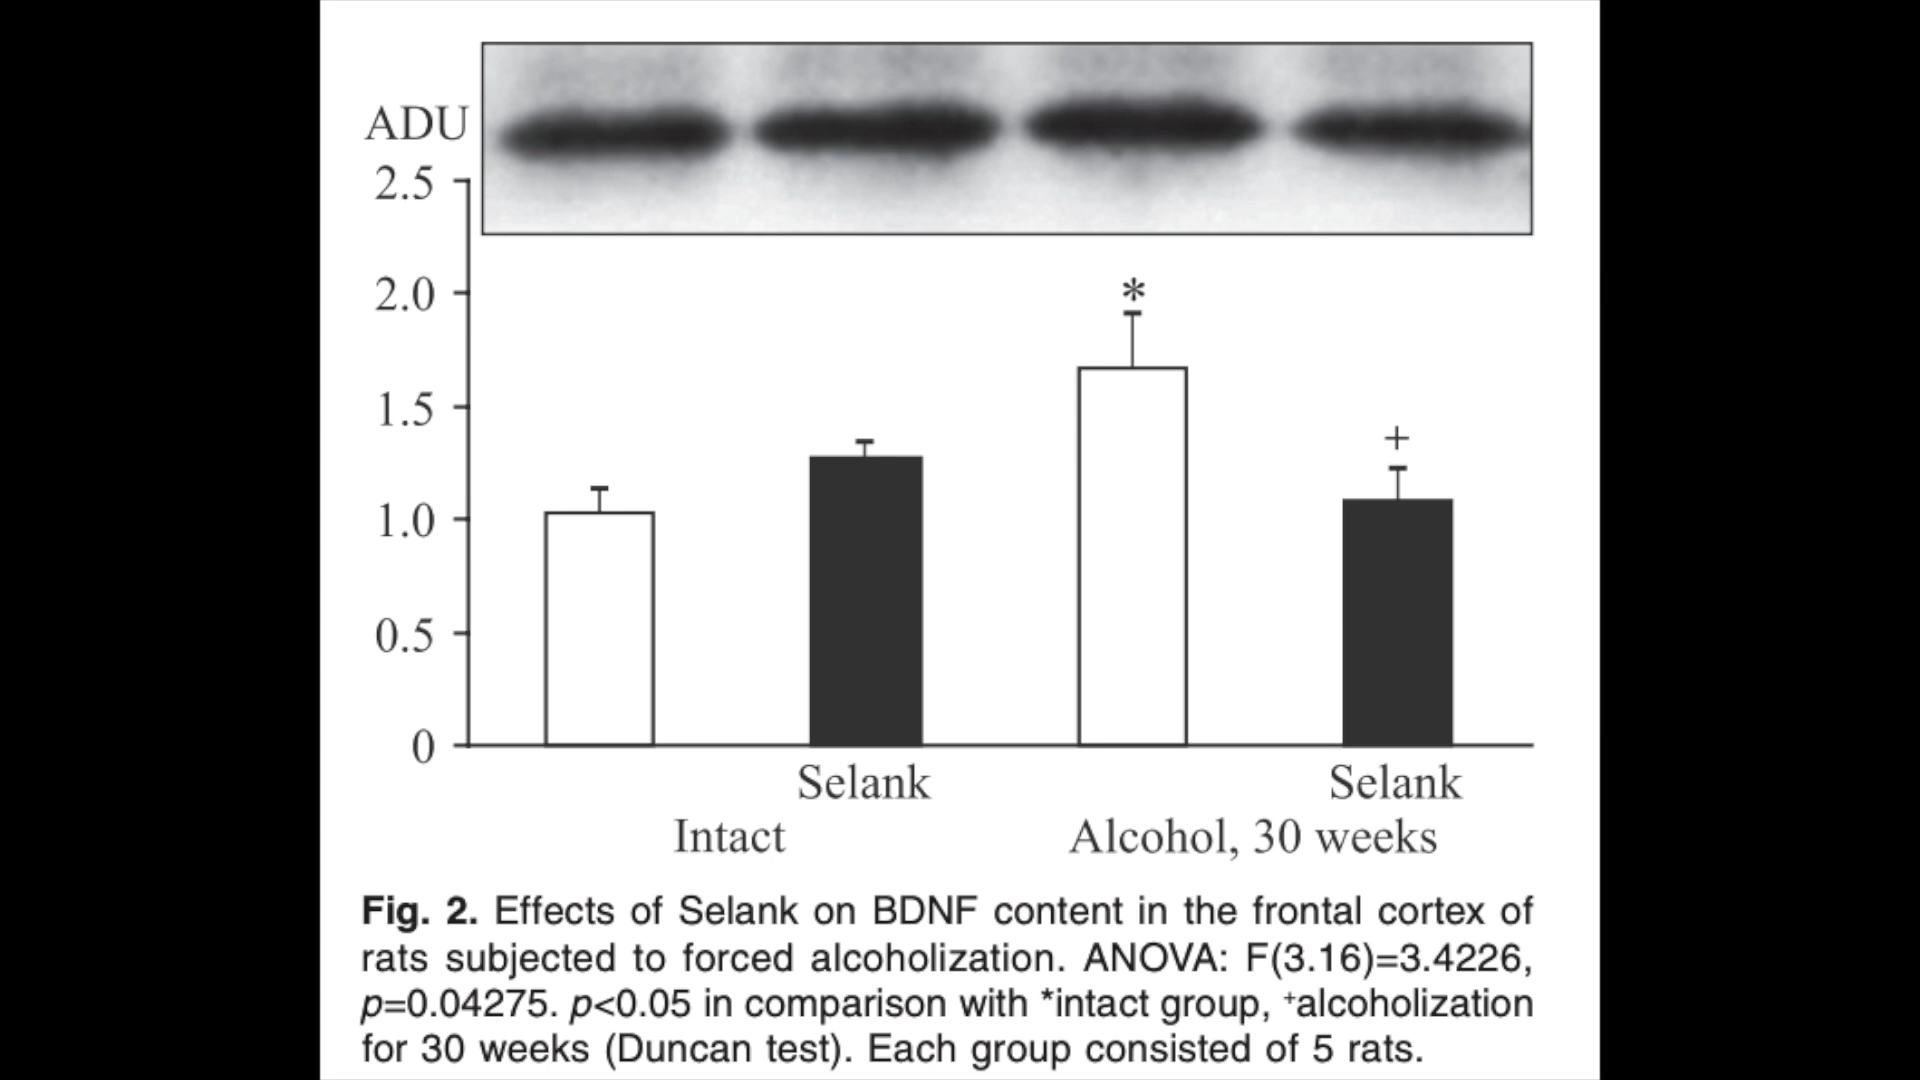 ADU
2.5
2.0
*
1.5
+
1.0
0.5
0
Selank Selank
Intact Alcohol, 30 weeks
Fig. 2. Effects of Selank on BDNF content in the frontal cortex of
rats subjected to forced alcoholization. ANOVA: F(3.16)=3.4226,
p=0.04275. p<0.05 in comparison with *intact group, +alcoholization
for 30 weeks (Duncan test). Each group consisted of 5 rats.